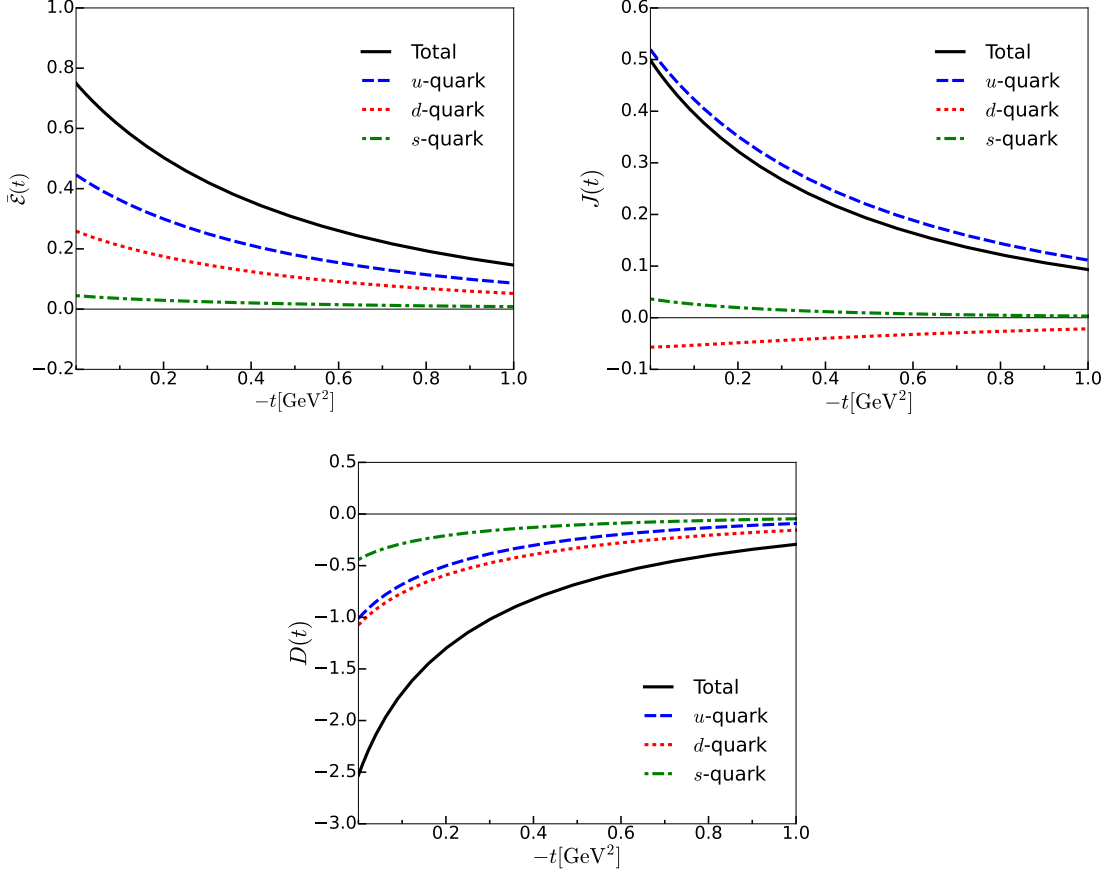 1.0
0.8
0.6
0.4
0.2
0.0
−0.2
0.2
0.4
0.6
0.8
1.0
−t[GeV²]
ℰ̄(t)
Total
u-quark
d-quark
s-quark
0.6
0.5
0.4
0.3
0.2
0.1
0.0
−0.1
0.2
0.4
0.6
0.8
1.0
−t[GeV²]
J(t)
Total
u-quark
d-quark
s-quark
0.5
0.0
−0.5
−1.0
−1.5
−2.0
−2.5
−3.0
0.2
0.4
0.6
0.8
1.0
−t[GeV²]
D(t)
Total
u-quark
d-quark
s-quark